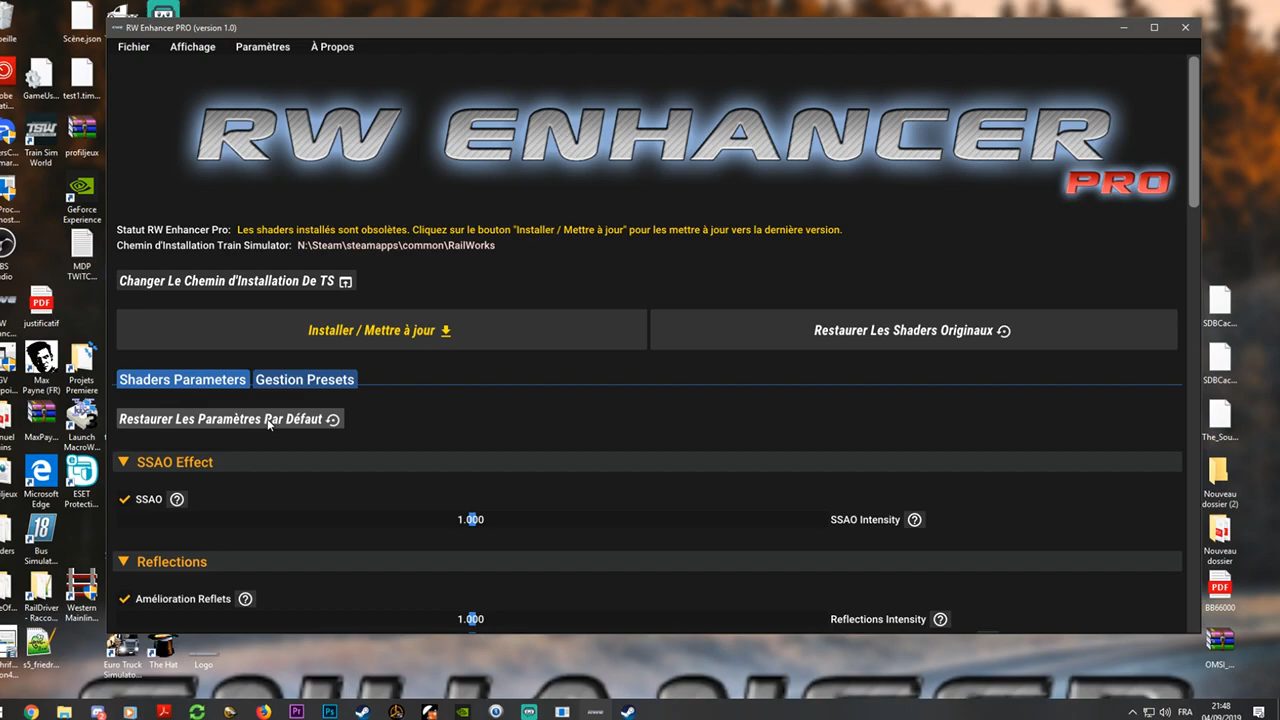 Scène.json
RW Enhancer PRO (version 1.0)
Fichier
Affichage
Paramètres
À Propos
RW ENHANCER
PRO
Statut RW Enhancer Pro: Les shaders installés sont obsolètes. Cliquez sur le bouton "Installer / Mettre à jour" pour les mettre à jour vers la dernière version.
Chemin d'Installation Train Simulator: N:\Steam\steamapps\common\RailWorks
Changer Le Chemin d'Installation De TS
Installer / Mettre à jour
Restaurer Les Shaders Originaux
Shaders Parameters
Gestion Presets
Restaurer Les Paramètres Par Défaut
SSAO Effect
SSAO
1.000
SSAO Intensity
Reflections
Amélioration Reflets
1.000
Reflections Intensity
GameUs...
test1.tim...
Train Sim
World
profiljeux
GeForce
Experience
MDP
TWITC...
PDF
justificatif
Max
Payne (FR)
Projets
Premiere
MaxPay...
Launch
MacroW...
Microsoft
Edge
ESET
Protecti...
18
Bus
Simulat...
RailDriver
- Racco...
Western
Mainlin...
s5_friedr...
Euro Truck
Simulato...
The Hat
Logo
SDBCac...
SDBCac...
The_Sou...
Nouveau
dossier (2)
Nouveau
dossier
PDF
BB66000
OMSI_...
FRA
21:48
04/09/2019